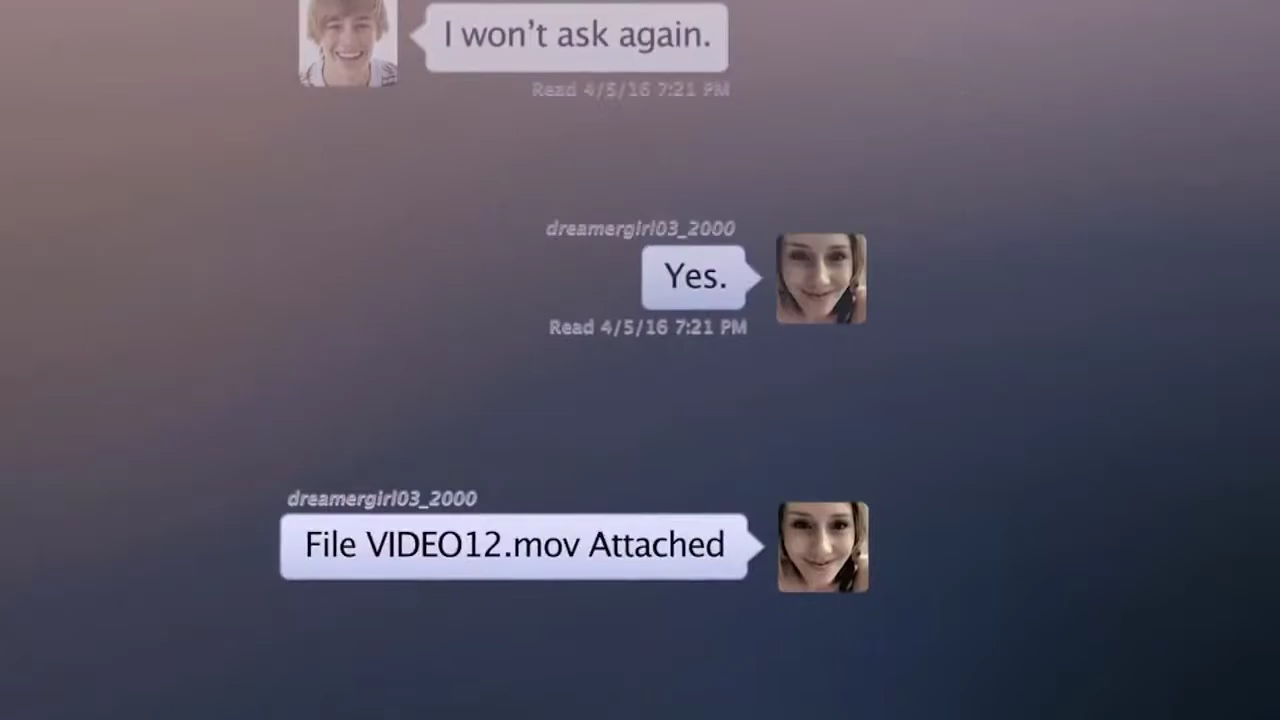 I won't ask again.
Read 4/5/16 7:21 PM
dreamergirl03_2000
Yes.
Read 4/5/16 7:21 PM
dreamergirl03_2000
File VIDEO12.mov Attached